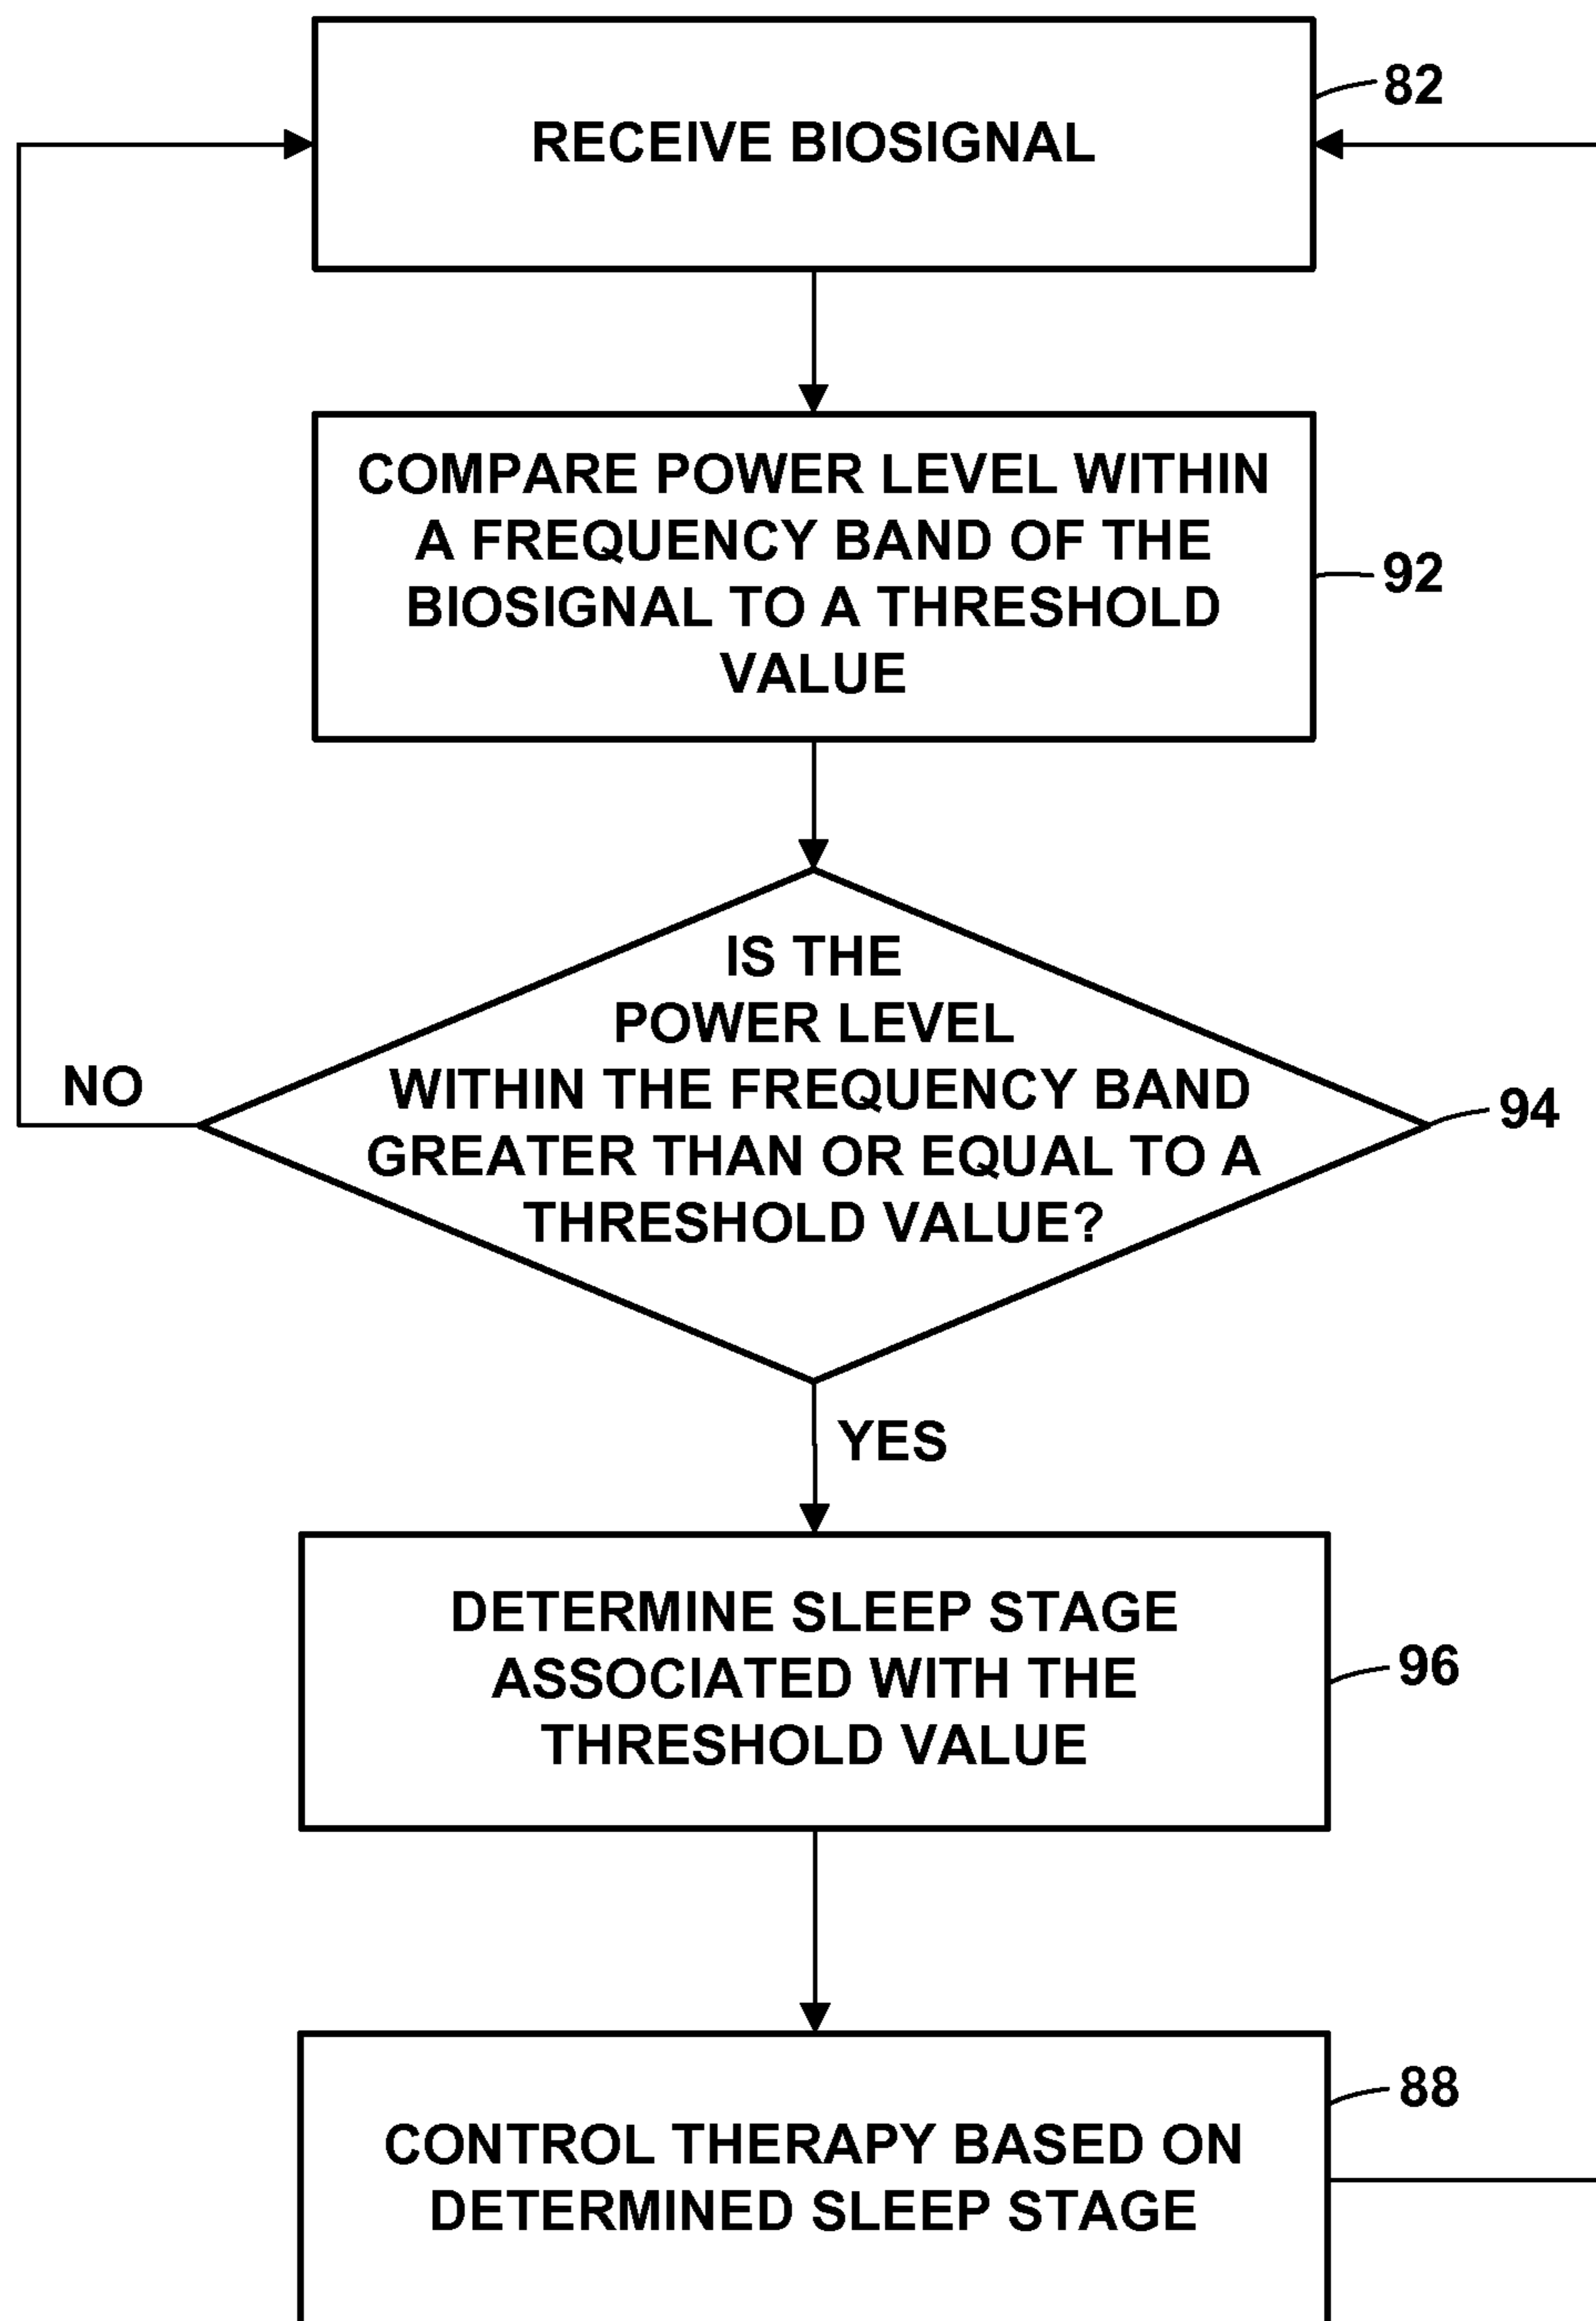 82
RECEIVE BIOSIGNAL
COMPARE POWER LEVEL WITHIN
A FREQUENCY BAND OF THE
BIOSIGNAL TO A THRESHOLD
VALUE
92
IS THE
POWER LEVEL
WITHIN THE FREQUENCY BAND
GREATER THAN OR EQUAL TO A
THRESHOLD VALUE?
NO
94
YES
DETERMINE SLEEP STAGE
ASSOCIATED WITH THE
THRESHOLD VALUE
96
88
CONTROL THERAPY BASED ON
DETERMINED SLEEP STAGE